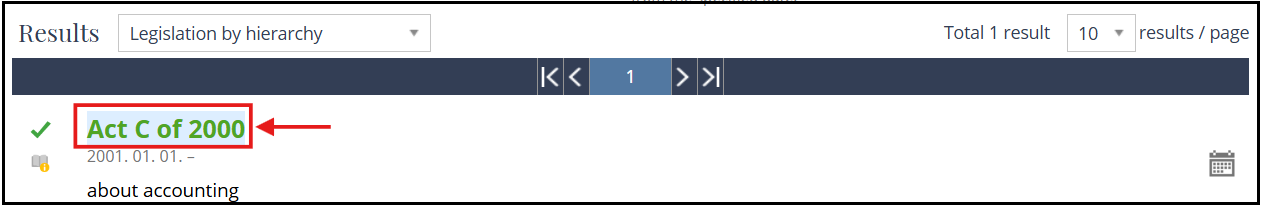 Results Legislation by hierarchy Total 1 result 10 results / page
1
Act C of 2000
2001. 01. 01. –
about accounting